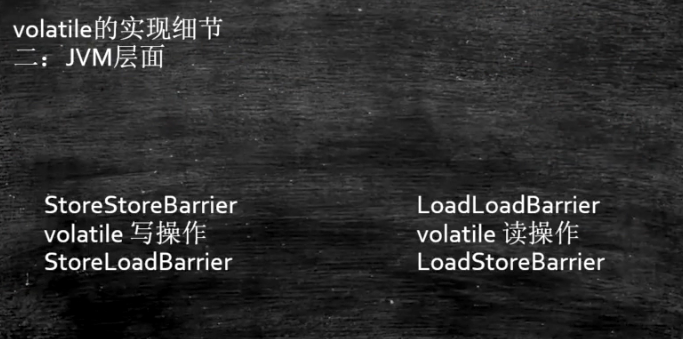 volatile的实现细节
二：JVM层面
StoreStoreBarrier
volatile 写操作
StoreLoadBarrier
LoadLoadBarrier
volatile 读操作
LoadStoreBarrier